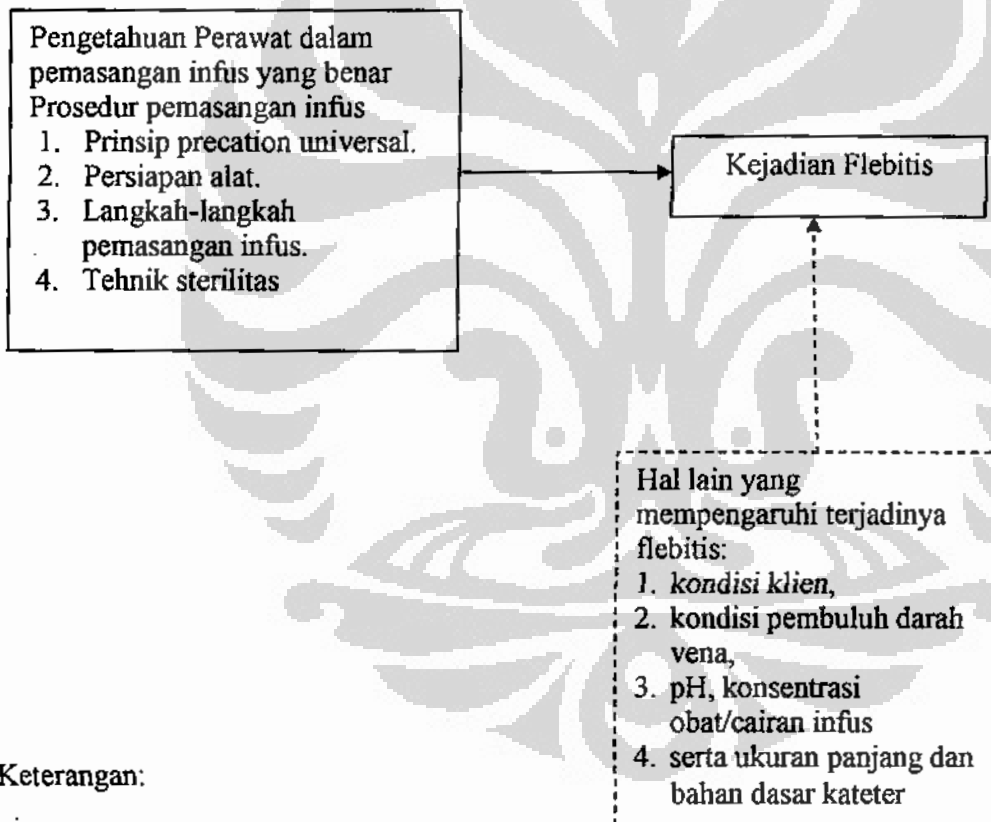 Pengetahuan Perawat dalam
pemasangan infus yang benar
Prosedur pemasangan infus
1. Prinsip precation universal.
2. Persiapan alat.
3. Langkah-langkah
pemasangan infus.
4. Tehnik sterilitas
Kejadian Flebitis
Hal lain yang
mempengaruhi terjadinya
flebitis:
1. kondisi klien,
2. kondisi pembuluh darah
vena,
3. pH, konsentrasi
obat/cairan infus
4. serta ukuran panjang dan
bahan dasar kateter
Keterangan: